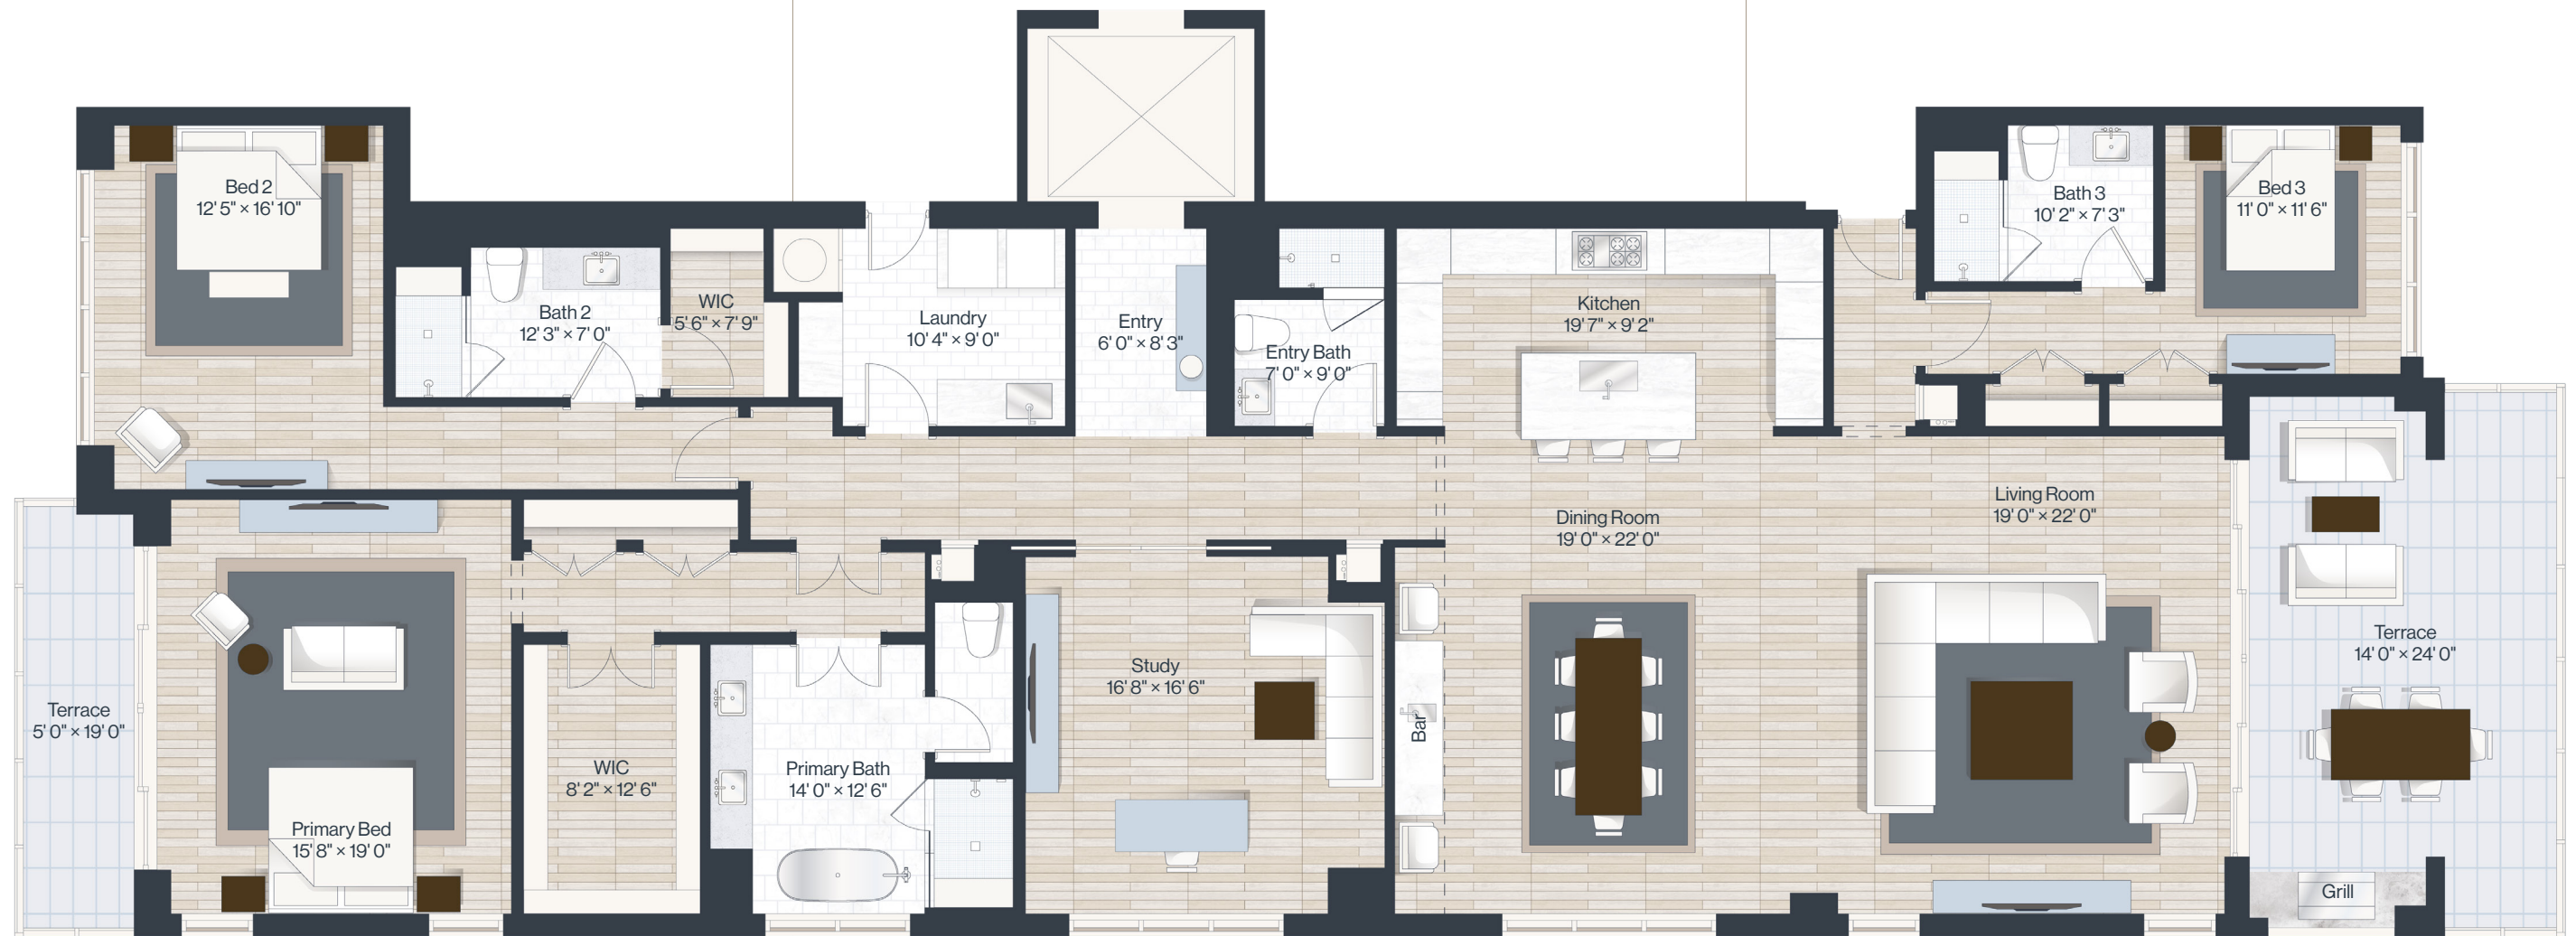 Bed 2
12' 5" × 16' 10"
Bath 2
12' 3" × 7' 0"
WIC
5' 6" × 7' 9"
Laundry
10' 4" × 9' 0"
Entry
6' 0" × 8' 3"
Entry Bath
7' 0" × 9' 0"
Kitchen
19' 7" × 9' 2"
Bath 3
10' 2" × 7' 3"
Bed 3
11' 0" × 11' 6"
Dining Room
19' 0" × 22' 0"
Living Room
19' 0" × 22' 0"
Terrace
14' 0" × 24' 0"
Terrace
5' 0" × 19' 0"
Primary Bed
15' 8" × 19' 0"
WIC
8' 2" × 12' 6"
Primary Bath
14' 0" × 12' 6"
Study
16' 8" × 16' 6"
Bar
Grill